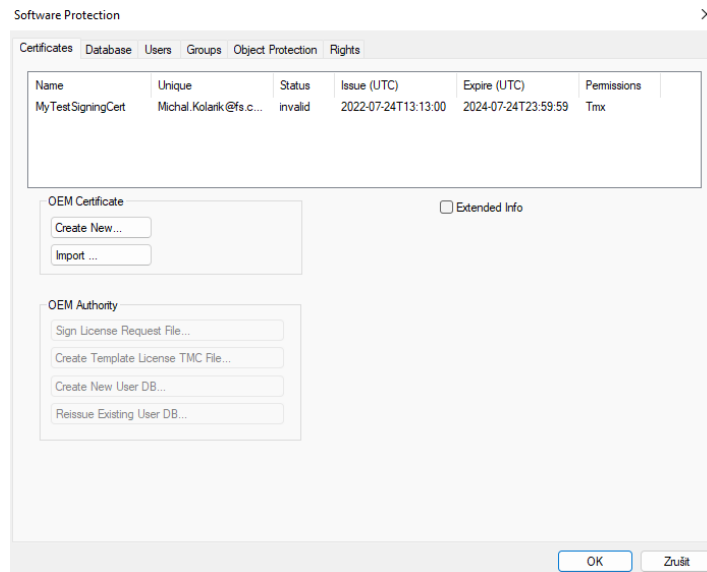 Software Protection
Certificates Database Users Groups Object Protection Rights
Name Unique Status Issue (UTC) Expire (UTC) Permissions
MyTestSigningCert Michal.Kolarik@fs.c... invalid 2022-07-24T13:13:00 2024-07-24T23:59:59 Tmx
OEM Certificate
Extended Info
Create New...
Import ...
OEM Authority
Sign License Request File...
Create Template License TMC File...
Create New User DB...
Reissue Existing User DB...
OK Zrušit